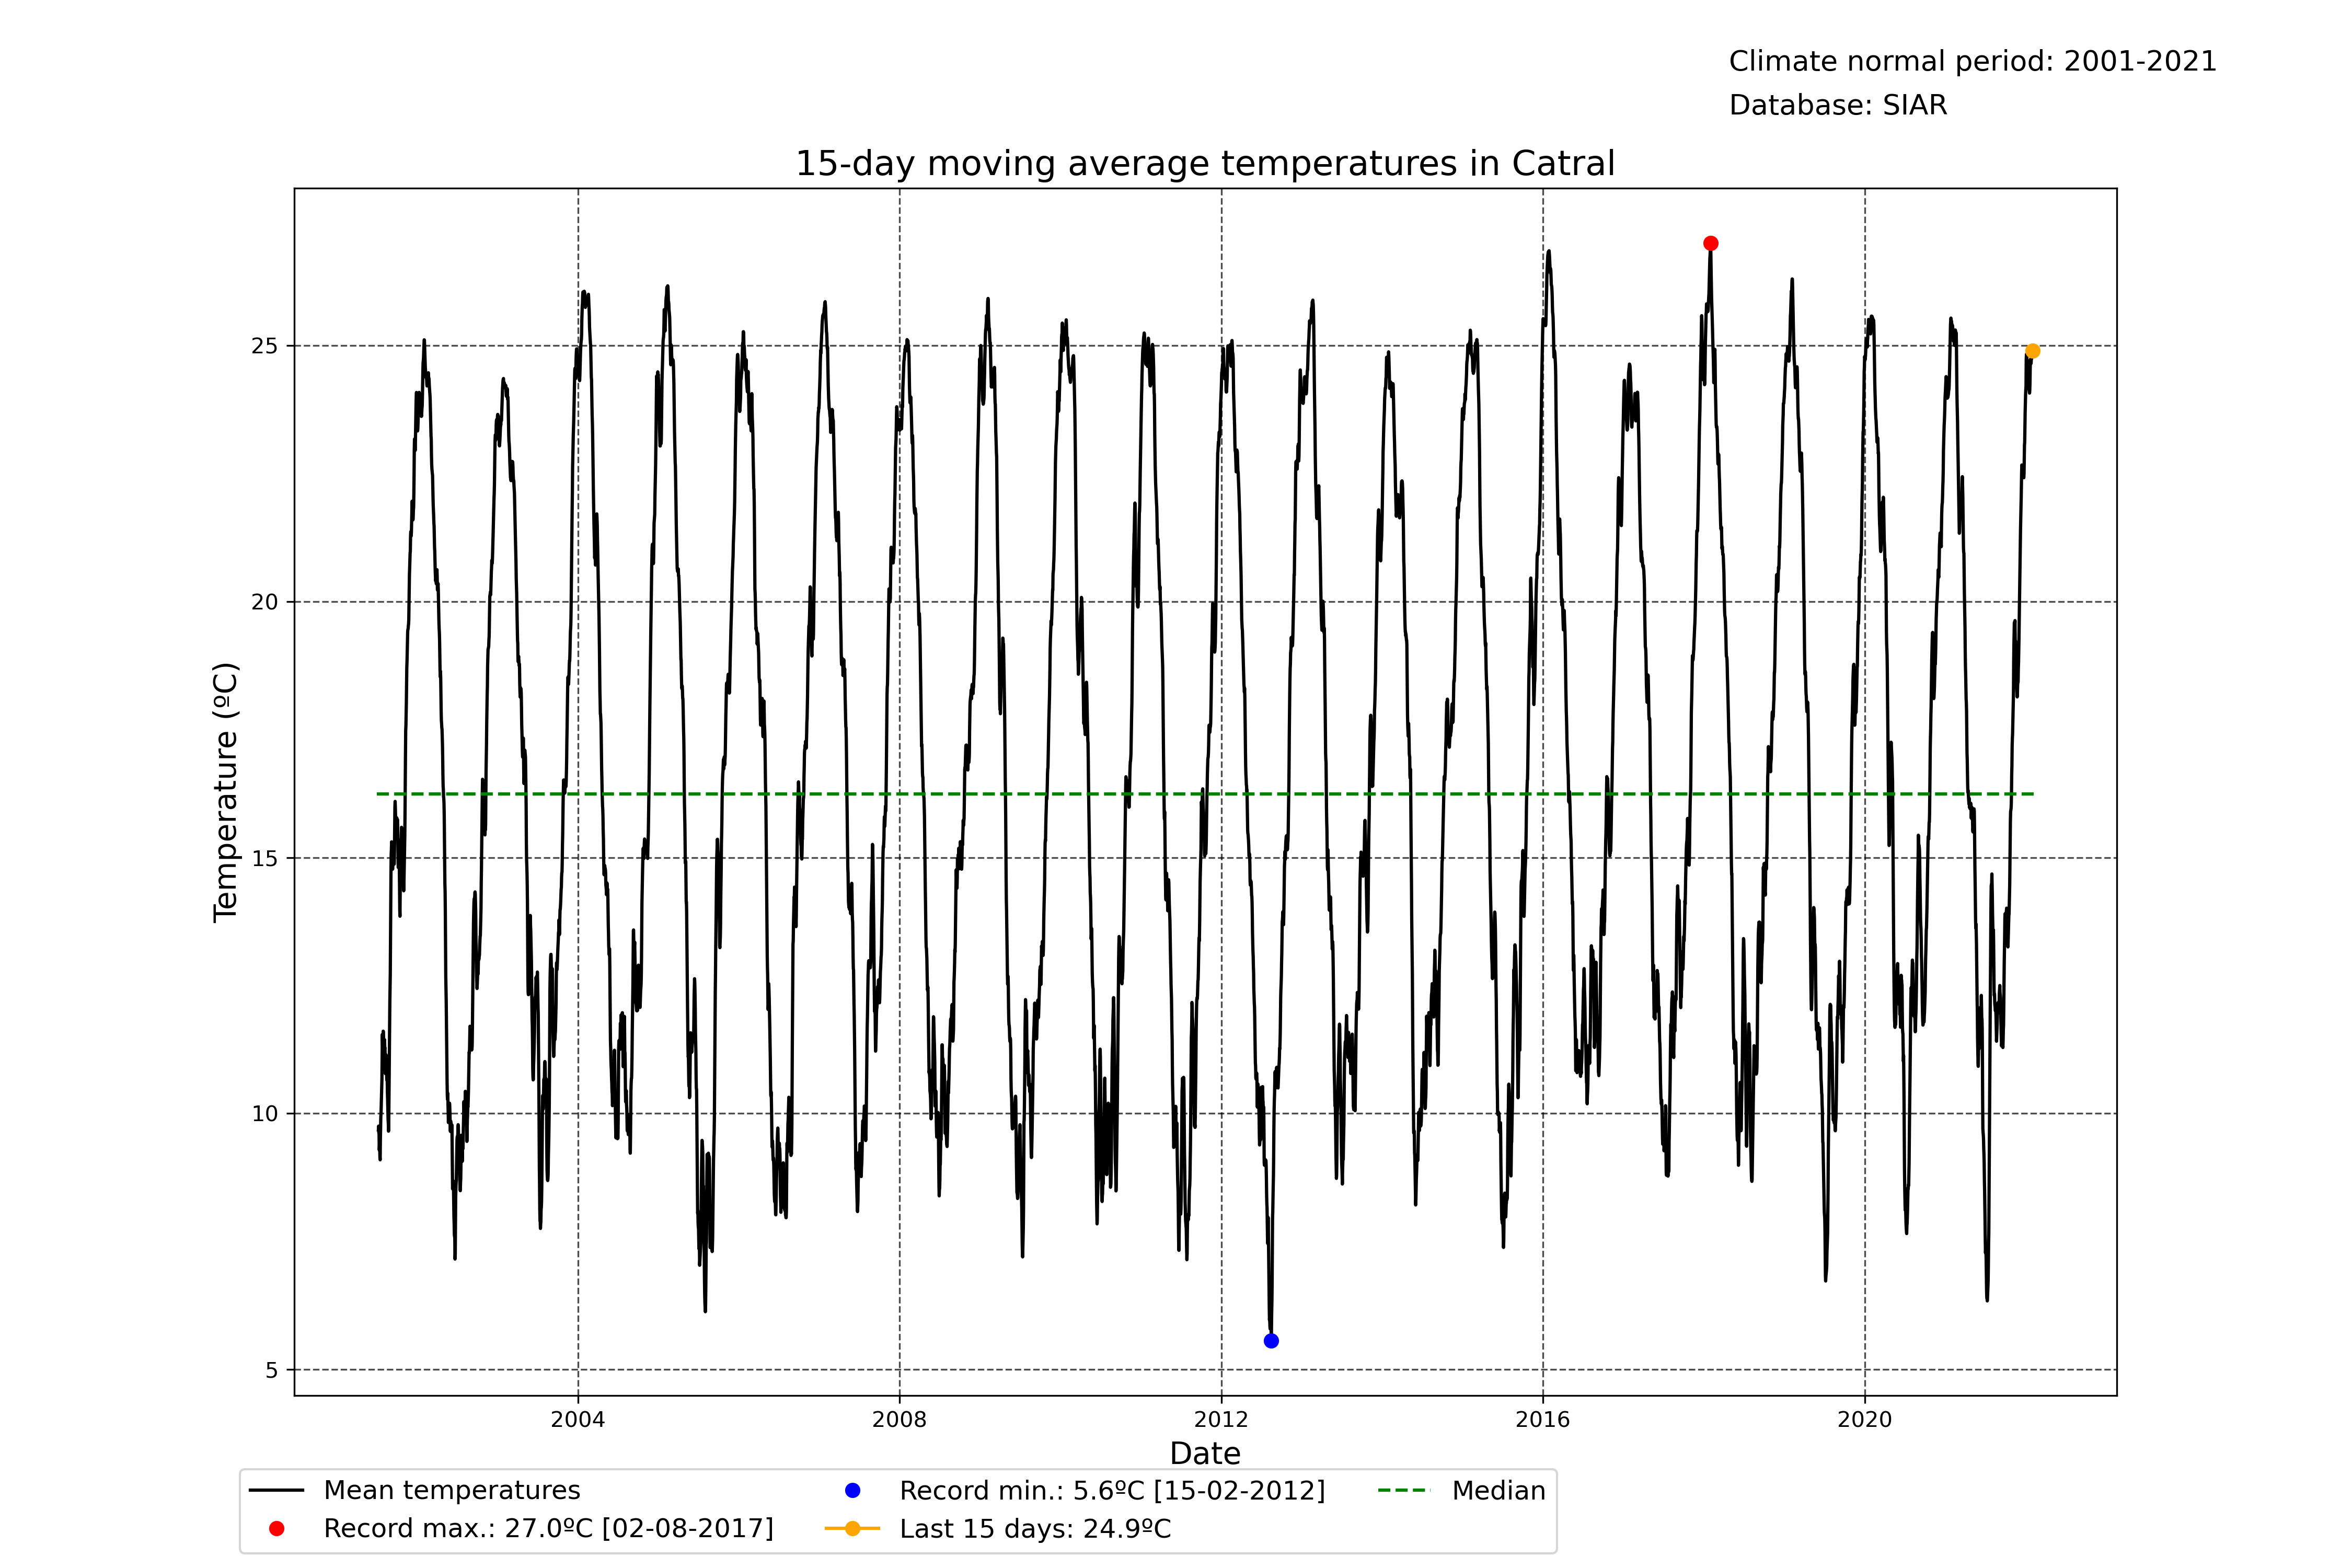 Climate normal period: 2001-2021
Database: SIAR
15-day moving average temperatures in Catral
Temperature (ºC)
25
20
15
10
5
2004 2008 2012 2016 2020
Date
Mean temperatures
Record max.: 27.0ºC [02-08-2017]
Record min.: 5.6ºC [15-02-2012]
Last 15 days: 24.9ºC
Median